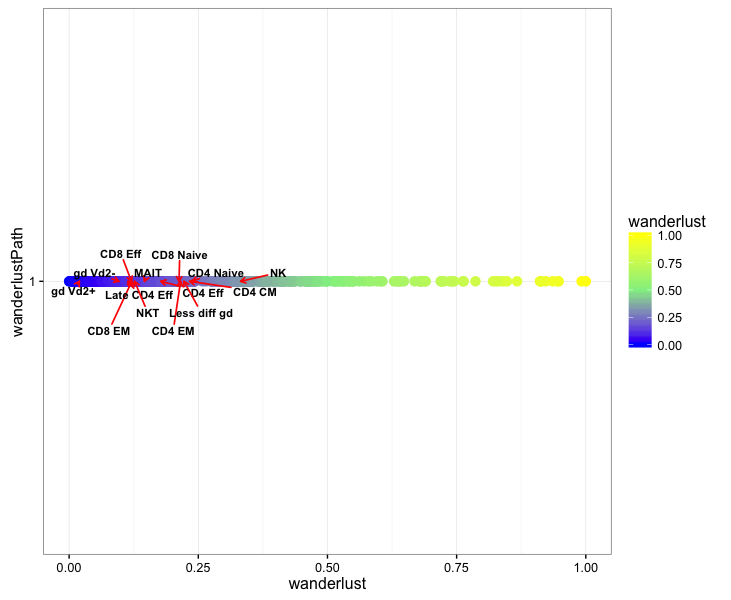 CD8 Eff
CD8 Naive
gd Vd2-
MAIT
CD4 Naive
NK
gd Vd2+
Late CD4 Eff
CD4 Eff
CD4 CM
NKT
Less diff gd
CD8 EM
CD4 EM
wanderlustPath
1
0.00
0.25
0.50
0.75
1.00
wanderlust
wanderlust
1.00
0.75
0.50
0.25
0.00